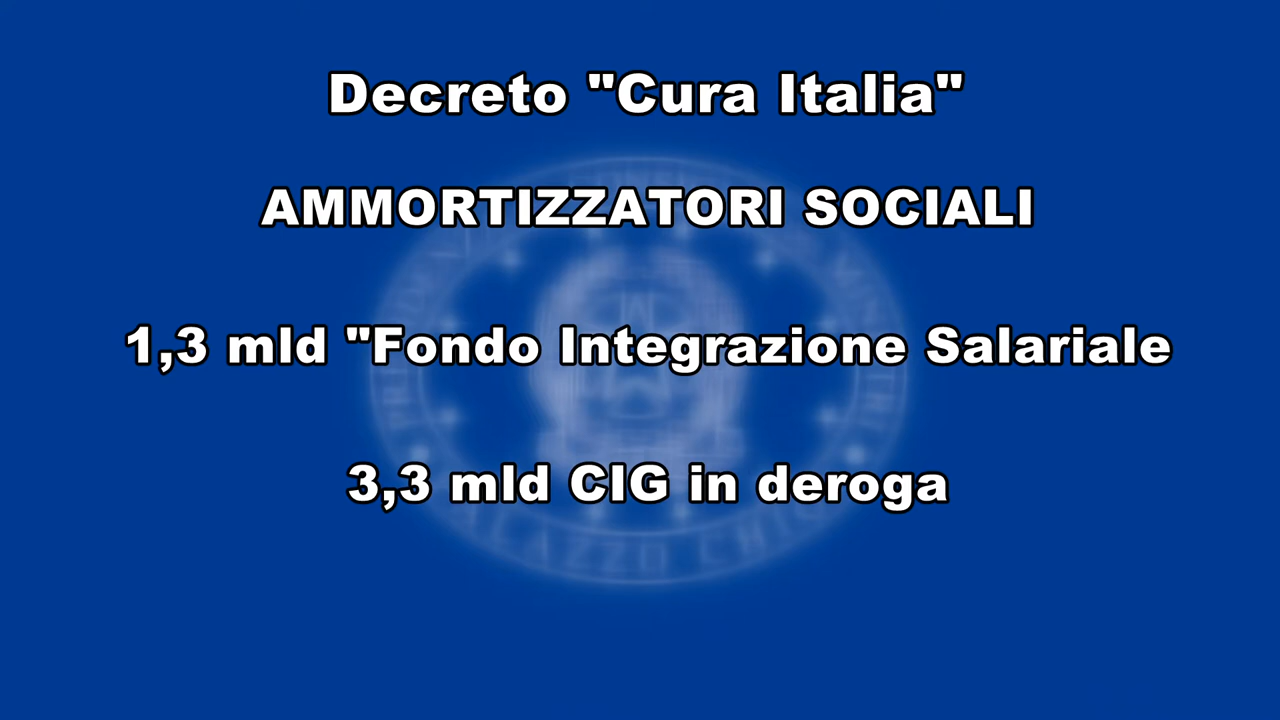 Decreto "Cura Italia"
AMMORTIZZATORI SOCIALI
1,3 mld "Fondo Integrazione Salariale
3,3 mld CIG in deroga